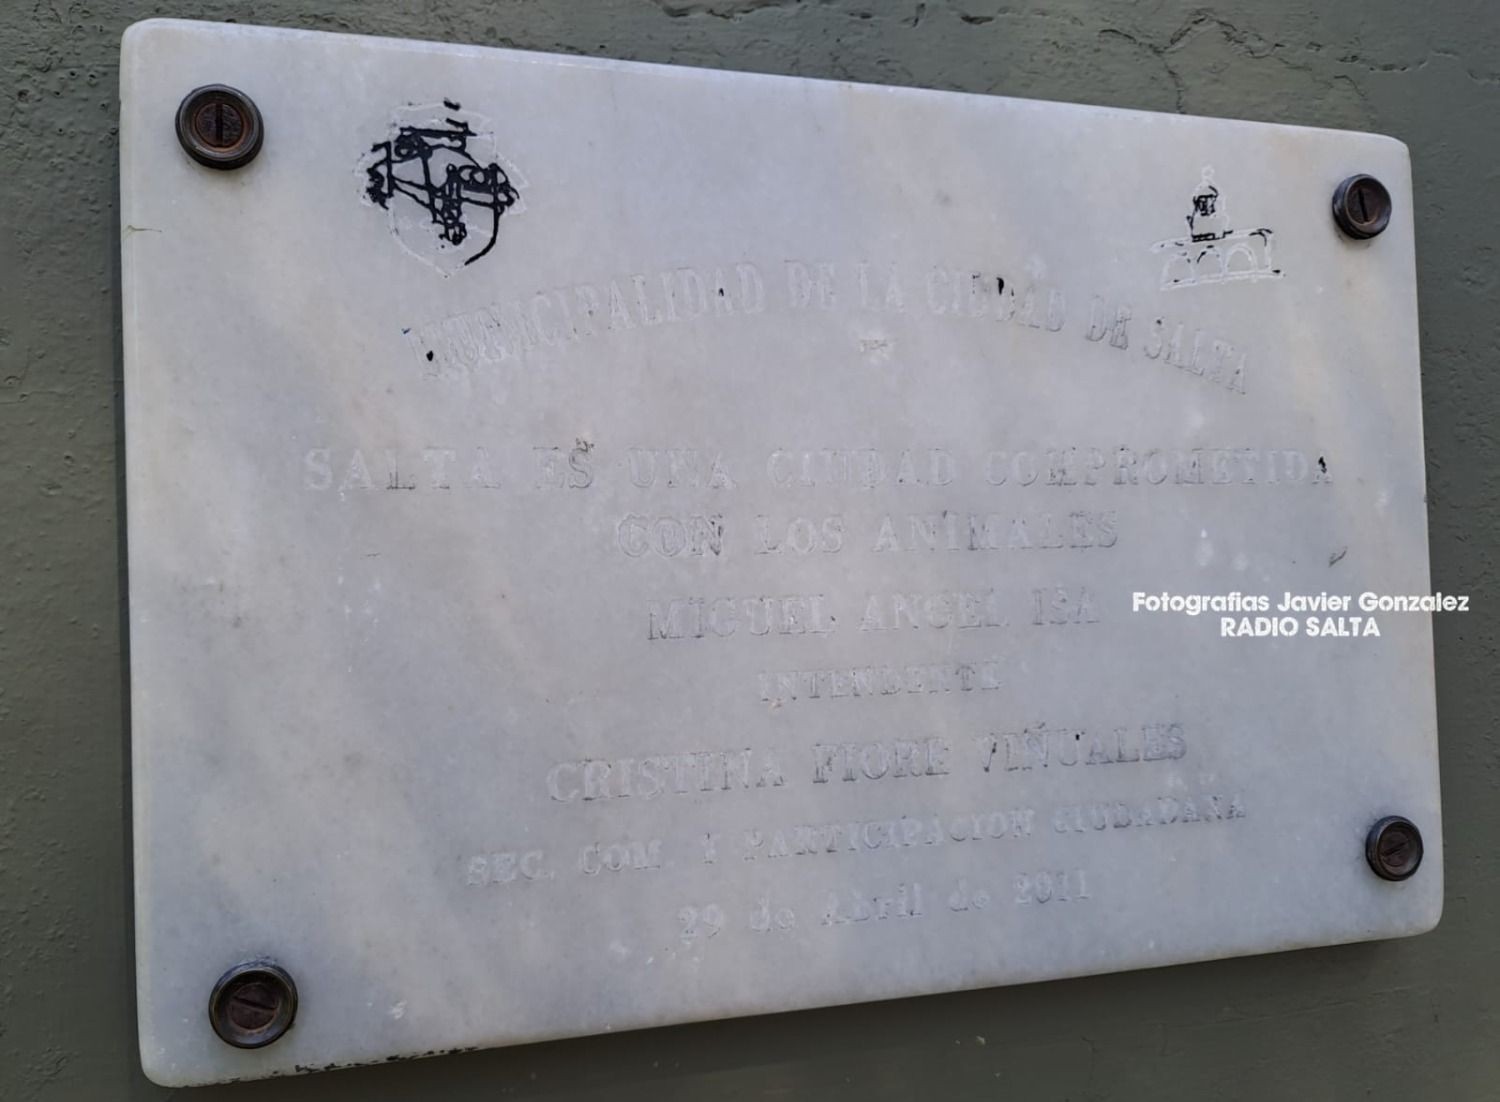 MUNICIPALIDAD DE LA CIUDAD DE SALTA
SALTA ES UNA CIUDAD COMPROMETIDA
CON LOS ANIMALES
MIGUEL ANGEL ISA
INTENDENTE
CRISTINA FIORE VIÑUALES
SEC. COM. Y PARTICIPACION CIUDADANA
29 de Abril de 2011
Fotografias Javier Gonzalez
RADIO SALTA